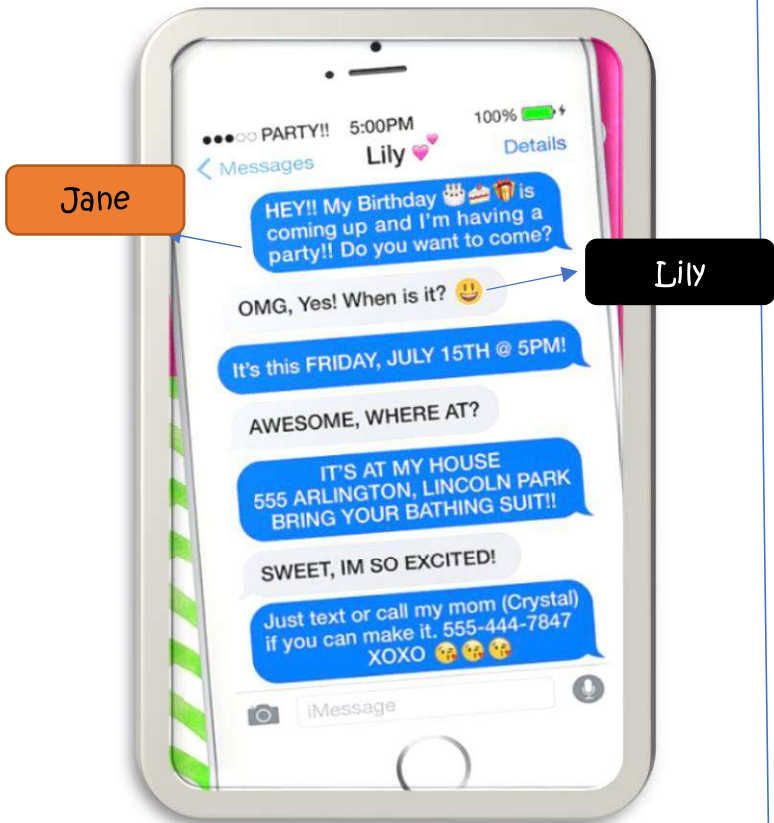 ●●●○○ PARTY!! 5:00PM 100%
Messages Lily 💕 Details
Jane
HEY!! My Birthday 🎂🍰🎁 is
coming up and I'm having a
party!! Do you want to come?
Lily
OMG, Yes! When is it? 😃
It's this FRIDAY, JULY 15TH @ 5PM!
AWESOME, WHERE AT?
IT'S AT MY HOUSE
555 ARLINGTON, LINCOLN PARK
BRING YOUR BATHING SUIT!!
SWEET, IM SO EXCITED!
Just text or call my mom (Crystal)
if you can make it. 555-444-7847
XOXO 😘😘😘
iMessage